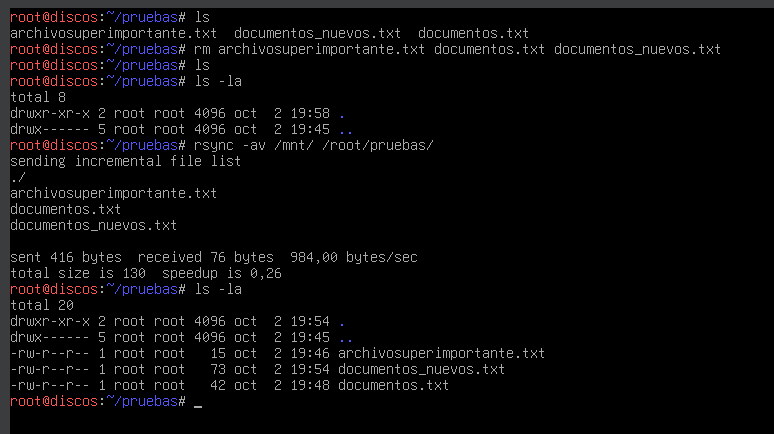 root@discos:~/pruebas# ls
archivosuperimportante.txt  documentos_nuevos.txt  documentos.txt
root@discos:~/pruebas# rm archivosuperimportante.txt documentos.txt documentos_nuevos.txt
root@discos:~/pruebas# ls
root@discos:~/pruebas# ls -la
total 8
drwxr-xr-x 2 root root 4096 oct  2 19:58 .
drwx------ 5 root root 4096 oct  2 19:45 ..
root@discos:~/pruebas# rsync -av /mnt/ /root/pruebas/
sending incremental file list
./
archivosuperimportante.txt
documentos.txt
documentos_nuevos.txt

sent 416 bytes  received 76 bytes  984,00 bytes/sec
total size is 130  speedup is 0,26
root@discos:~/pruebas# ls -la
total 20
drwxr-xr-x 2 root root 4096 oct  2 19:54 .
drwx------ 5 root root 4096 oct  2 19:45 ..
-rw-r--r-- 1 root root   15 oct  2 19:46 archivosuperimportante.txt
-rw-r--r-- 1 root root   73 oct  2 19:54 documentos_nuevos.txt
-rw-r--r-- 1 root root   42 oct  2 19:48 documentos.txt
root@discos:~/pruebas# _